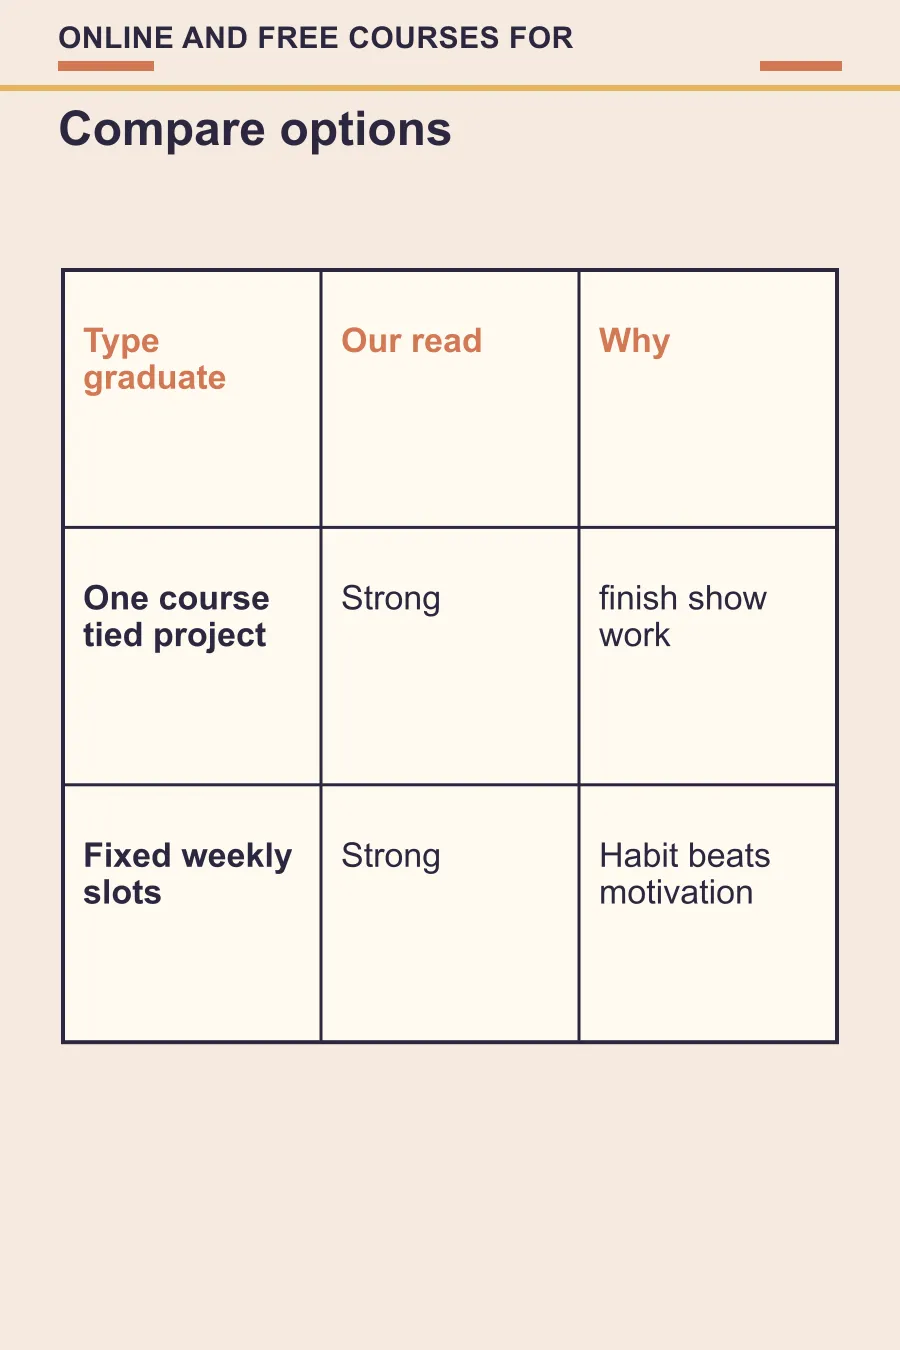 ONLINE AND FREE COURSES FOR
Compare options
Type
graduate
Our read
Why
One course
tied project
Strong
finish show
work
Fixed weekly
slots
Strong
Habit beats
motivation